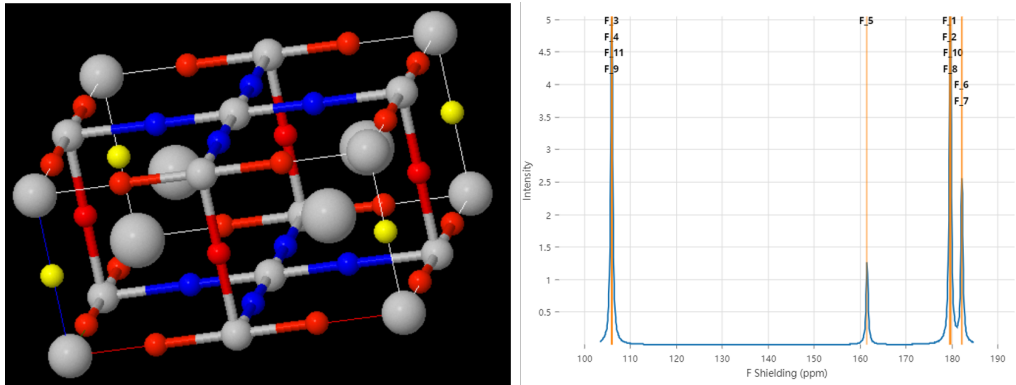 F_3 F_5 F_1
F_4 F_2
F_11 F_10
F_9 F_8
F_6
F_7
5
4.5
4
3.5
3
2.5
2
1.5
1
0.5
Intensity
100 110 120 130 140 150 160 170 180 190
F Shielding (ppm)